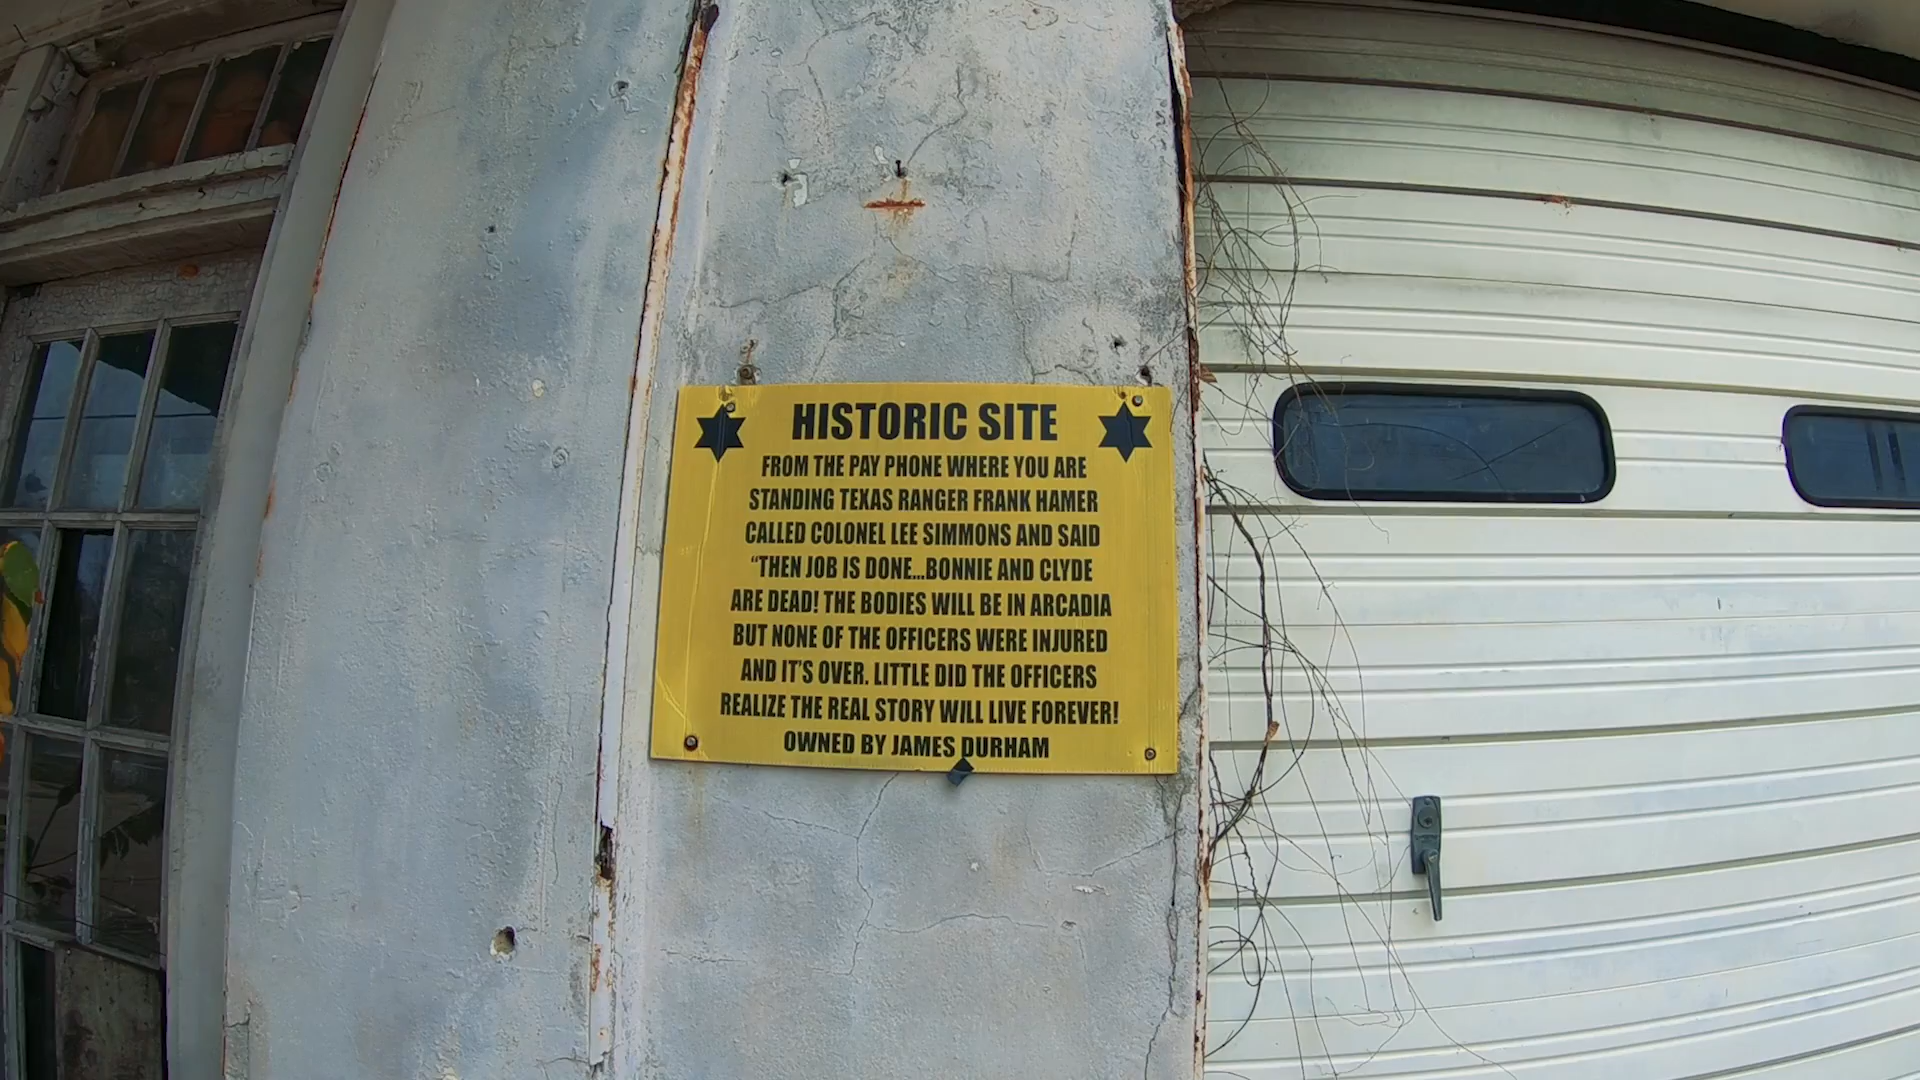 HISTORIC SITE
FROM THE PAY PHONE WHERE YOU ARE
STANDING TEXAS RANGER FRANK HAMER
CALLED COLONEL LEE SIMMONS AND SAID
“THEN JOB IS DONE...BONNIE AND CLYDE
ARE DEAD! THE BODIES WILL BE IN ARCADIA
BUT NONE OF THE OFFICERS WERE INJURED
AND IT'S OVER. LITTLE DID THE OFFICERS
REALIZE THE REAL STORY WILL LIVE FOREVER!
OWNED BY JAMES DURHAM